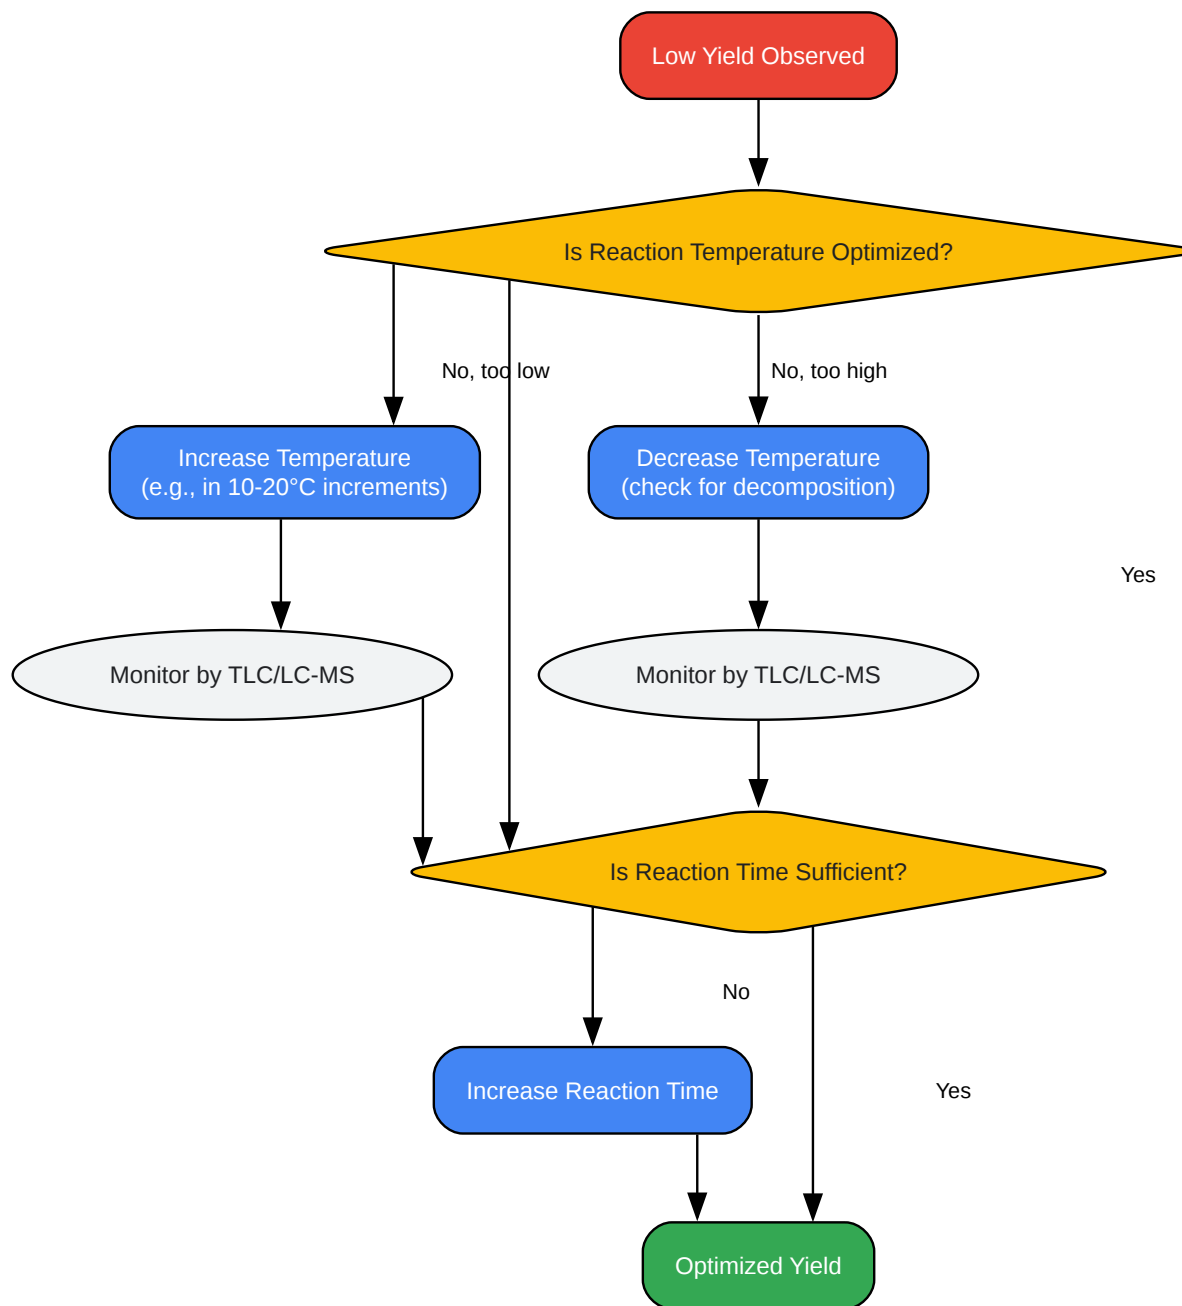 Low Yield Observed
Is Reaction Temperature Optimized?
No, too low
No, too high
Increase Temperature
(e.g., in 10-20°C increments)
Decrease Temperature
(check for decomposition)
Yes
Monitor by TLC/LC-MS
Monitor by TLC/LC-MS
Is Reaction Time Sufficient?
No
Increase Reaction Time
Yes
Optimized Yield